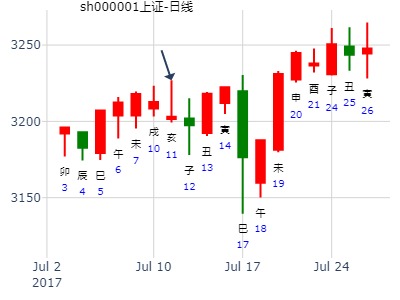 sh000001上证-日线
3250
3200
3150
卯
3
辰
4
巳
5
午
6
未
7
戌
10
亥
11
子
12
丑
13
寅
14
巳
17
午
18
未
19
申
20
酉
21
子
24
丑
25
寅
26
Jul 2
2017
Jul 10
Jul 17
Jul 24